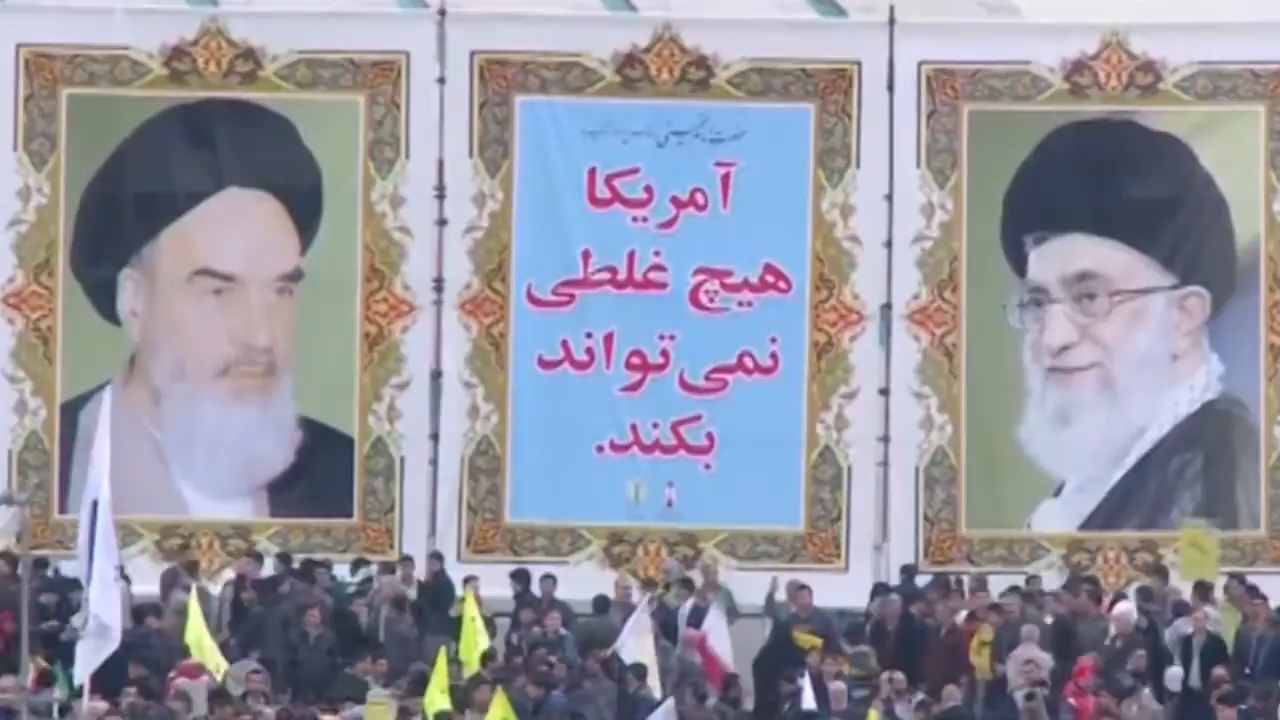 آمریکا
هیچ غلطی
نمی‌تواند
بکند.